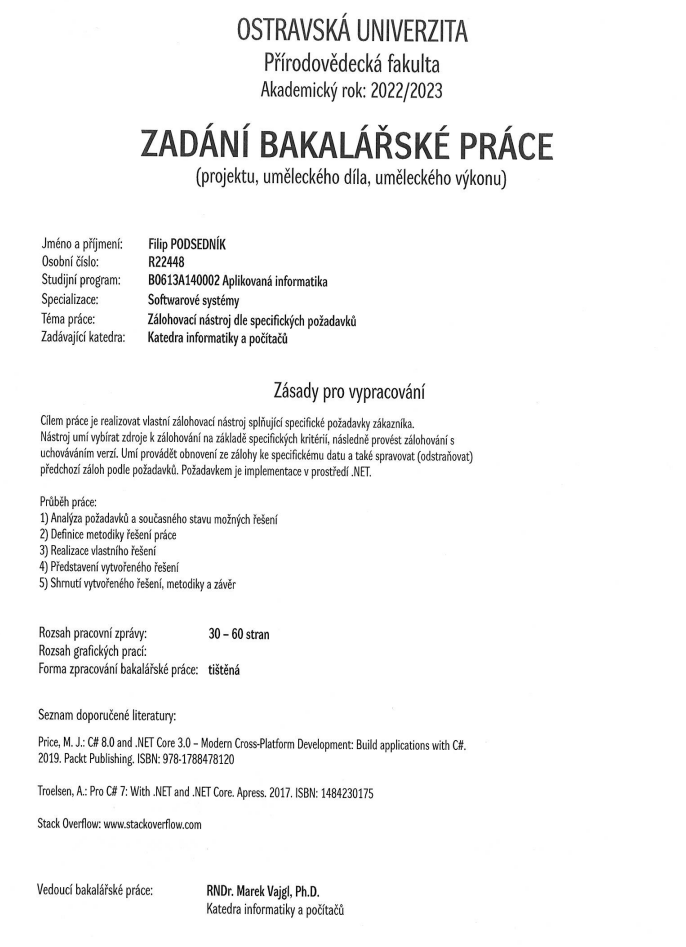 OSTRAVSKÁ UNIVERZITA
Přírodovědecká fakulta
Akademický rok: 2022/2023
ZADÁNÍ BAKALÁŘSKÉ PRÁCE
(projektu, uměleckého díla, uměleckého výkonu)
Jméno a příjmení: Filip PODSEDNÍK
Osobní číslo: R22448
Studijní program: B0613A140002 Aplikovaná informatika
Specializace: Softwarové systémy
Téma práce: Zálohovací nástroj dle specifických požadavků
Zadávající katedra: Katedra informatiky a počítačů
Zásady pro vypracování
Cílem práce je realizovat vlastní zálohovací nástroj splňující specifické požadavky zákazníka.
Nástroj umí vybírat zdroje k zálohování na základě specifických kritérií, následně provést zálohování s
uchováváním verzí. Umí provádět obnovení ze zálohy ke specifickému datu a také spravovat (odstraňovat)
předchozí záloh podle požadavků. Požadavkem je implementace v prostředí .NET.
Průběh práce:
1) Analýza požadavků a současného stavu možných řešení
2) Definice metodiky řešení práce
3) Realizace vlastního řešení
4) Představení vytvořeného řešení
5) Shrnutí vytvořeného řešení, metodiky a závěr
Rozsah pracovní zprávy: 30 – 60 stran
Rozsah grafických prací:
Forma zpracování bakalářské práce: tištěná
Seznam doporučené literatury:
Price, M. J.: C# 8.0 and .NET Core 3.0 – Modern Cross-Platform Development: Build applications with C#.
2019. Packt Publishing. ISBN: 978-1788478120
Troelsen, A.: Pro C# 7: With .NET and .NET Core. Apress. 2017. ISBN: 1484230175
Stack Overflow: www.stackoverflow.com
Vedoucí bakalářské práce: RNDr. Marek Vajgl, Ph.D.
Katedra informatiky a počítačů